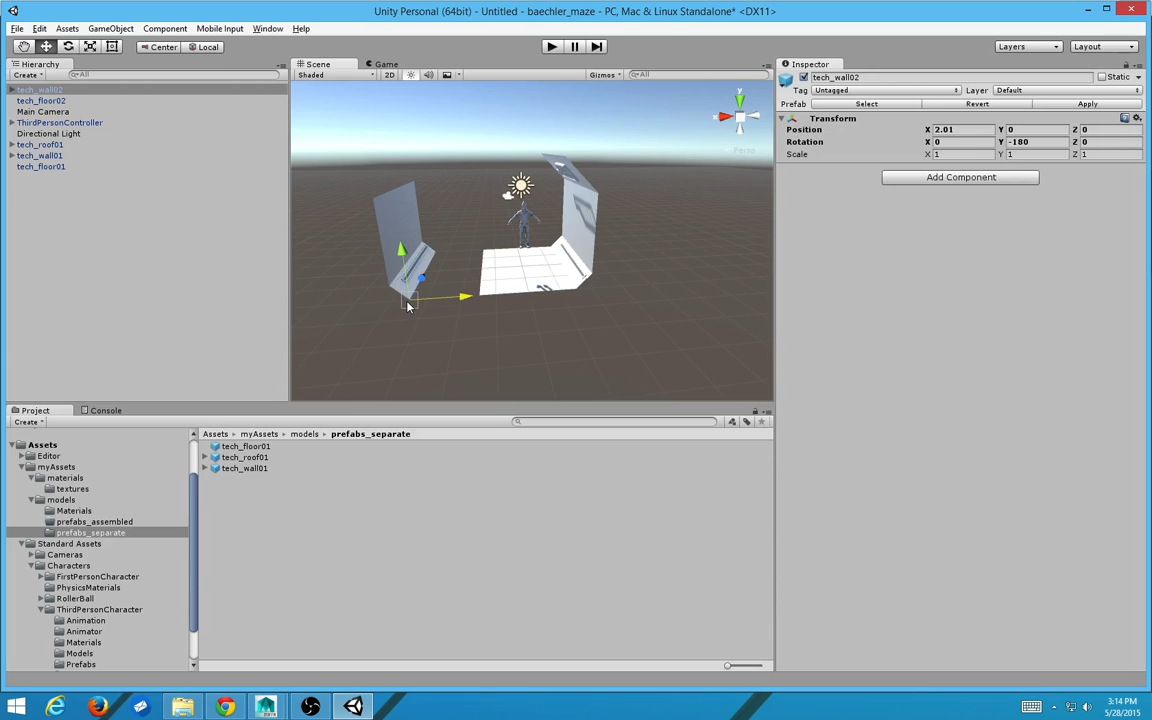 Unity Personal (64bit) - Untitled - baechler_maze - PC, Mac & Linux Standalone* <DX11>
File Edit Assets GameObject Component Mobile Input Window Help
Center Local Layers Layout
Hierarchy
Create All
tech_wall02
tech_floor02
Main Camera
ThirdPersonController
Directional Light
tech_roof01
tech_wall01
tech_floor01
Scene Game
Shaded 2D Gizmos All
y
Persp
Inspector
tech_wall02 Static
Tag Untagged Layer Default
Prefab Select Revert Apply
Transform
Position X 2.01 Y 0 Z 0
Rotation X 0 Y -180 Z 0
Scale X 1 Y 1 Z 1
Add Component
Project Console
Create
Assets
Editor
myAssets
materials
textures
models
Materials
prefabs_assembled
prefabs_separate
Standard Assets
Cameras
Characters
FirstPersonCharacter
PhysicsMaterials
RollerBall
ThirdPersonCharacter
Animation
Animator
Materials
Models
Prefabs
Assets myAssets models prefabs_separate
tech_floor01
tech_roof01
tech_wall01
3:14 PM
5/28/2015